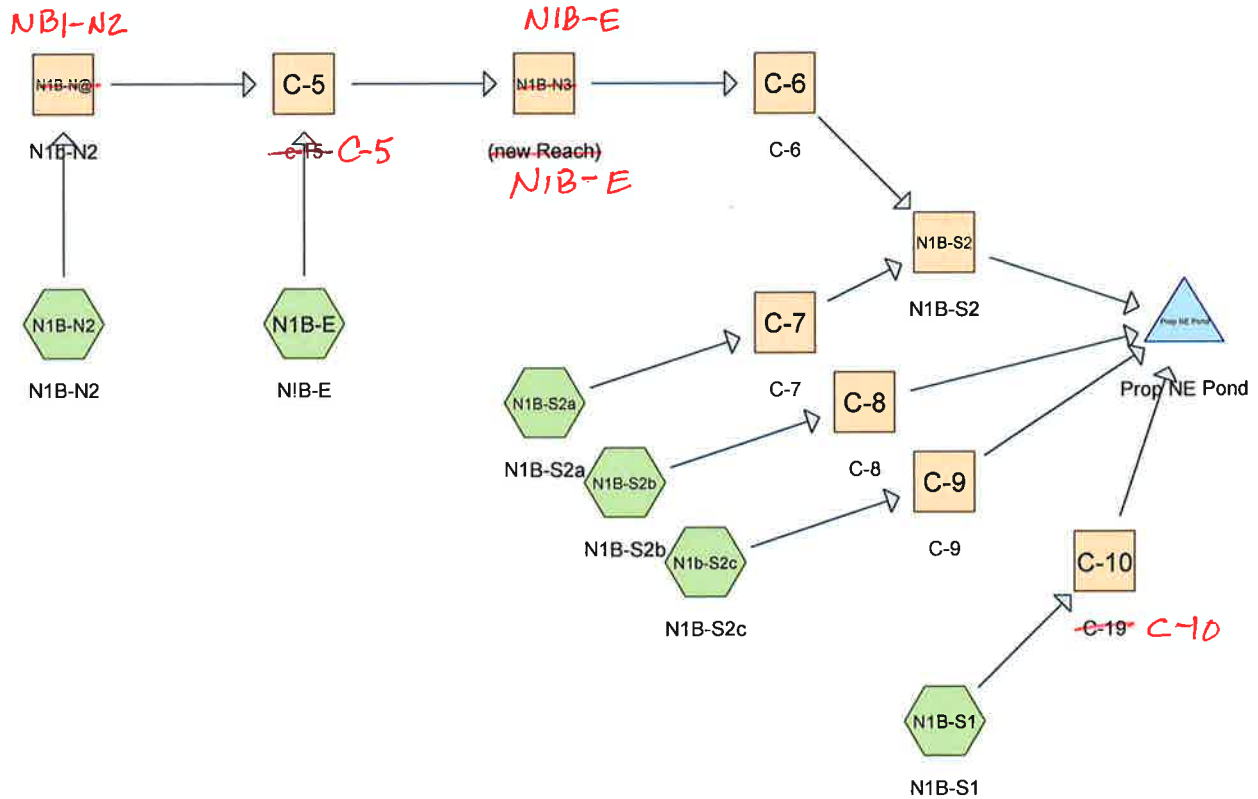 NB1-N2
N1B-E
N1B-N@
C-5
N1B-N3
C-6
N1b-N2
c-15
C-5
(new Reach)
C-6
N1B-E
N1B-S2
N1B-S2
N1B-N2
N1B-E
C-7
Prop NE Pond
N1B-N2
N!B-E
C-7
Prop NE Pond
N1B-S2a
C-8
N1B-S2a
C-8
N1B-S2b
C-9
N1B-S2b
C-9
N1b-S2c
C-10
N1B-S2c
C-19
C-10
N1B-S1
N1B-S1